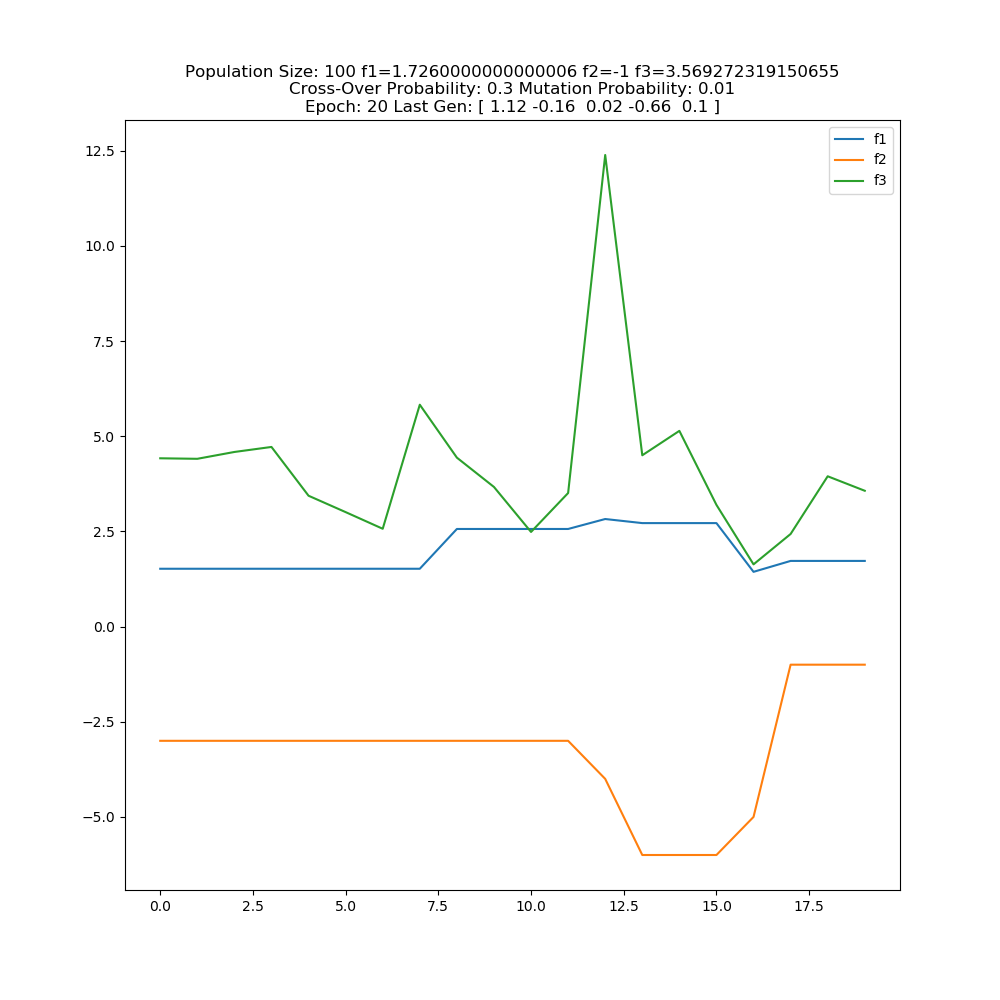 Population Size: 100 f1=1.7260000000000006 f2=-1 f3=3.569272319150655
Cross-Over Probability: 0.3 Mutation Probability: 0.01
Epoch: 20 Last Gen: [ 1.12 -0.16  0.02 -0.66  0.1 ]
f1
f2
f3
12.5
10.0
7.5
5.0
2.5
0.0
−2.5
−5.0
0.0 2.5 5.0 7.5 10.0 12.5 15.0 17.5